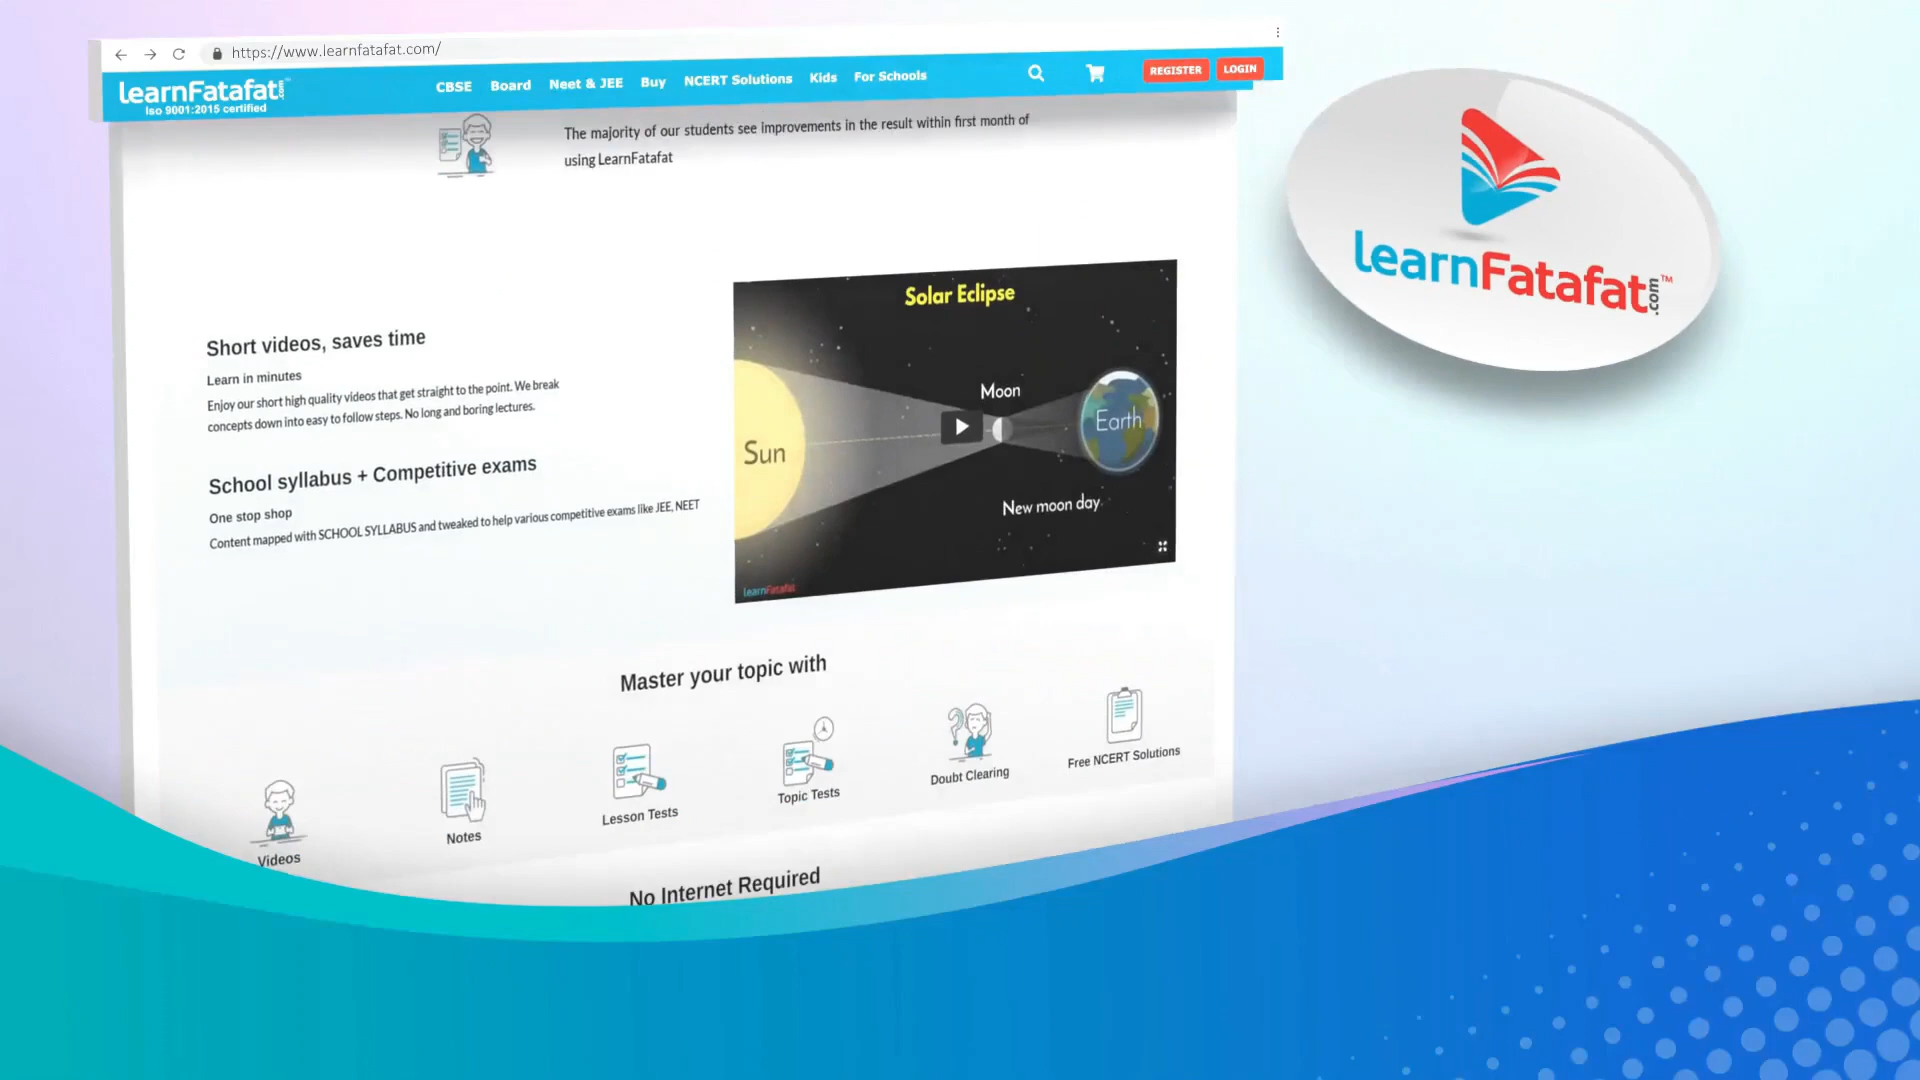 https://www.learnfatafat.com/
learnFatafat.com
Iso 9001:2015 certified
CBSE Board Neet & JEE Buy NCERT Solutions Kids For Schools
REGISTER LOGIN
The majority of our students see improvements in the result within first month of
using LearnFatafat
learnFatafat.com™
Short videos, saves time
Learn in minutes
Enjoy our short high quality videos that get straight to the point. We break
concepts down into easy to follow steps. No long and boring lectures.
School syllabus + Competitive exams
One stop shop
Content mapped with SCHOOL SYLLABUS and tweaked to help various competitive exams like JEE, NEET
Solar Eclipse
Moon
Earth
Sun
New moon day
learnFatafat
Master your topic with
Videos
Notes
Lesson Tests
Topic Tests
Doubt Clearing
Free NCERT Solutions
No Internet Required